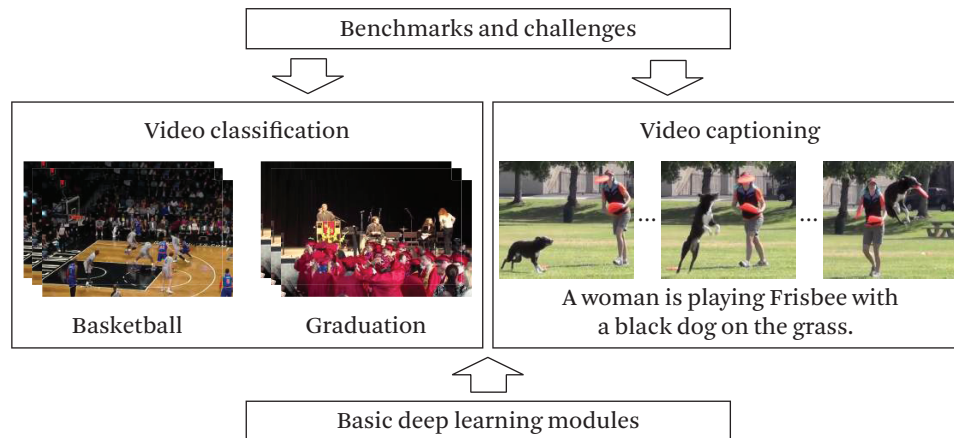 Benchmarks and challenges
Video classification
Basketball
Graduation
Video captioning
...
...
A woman is playing Frisbee with
a black dog on the grass.
Basic deep learning modules